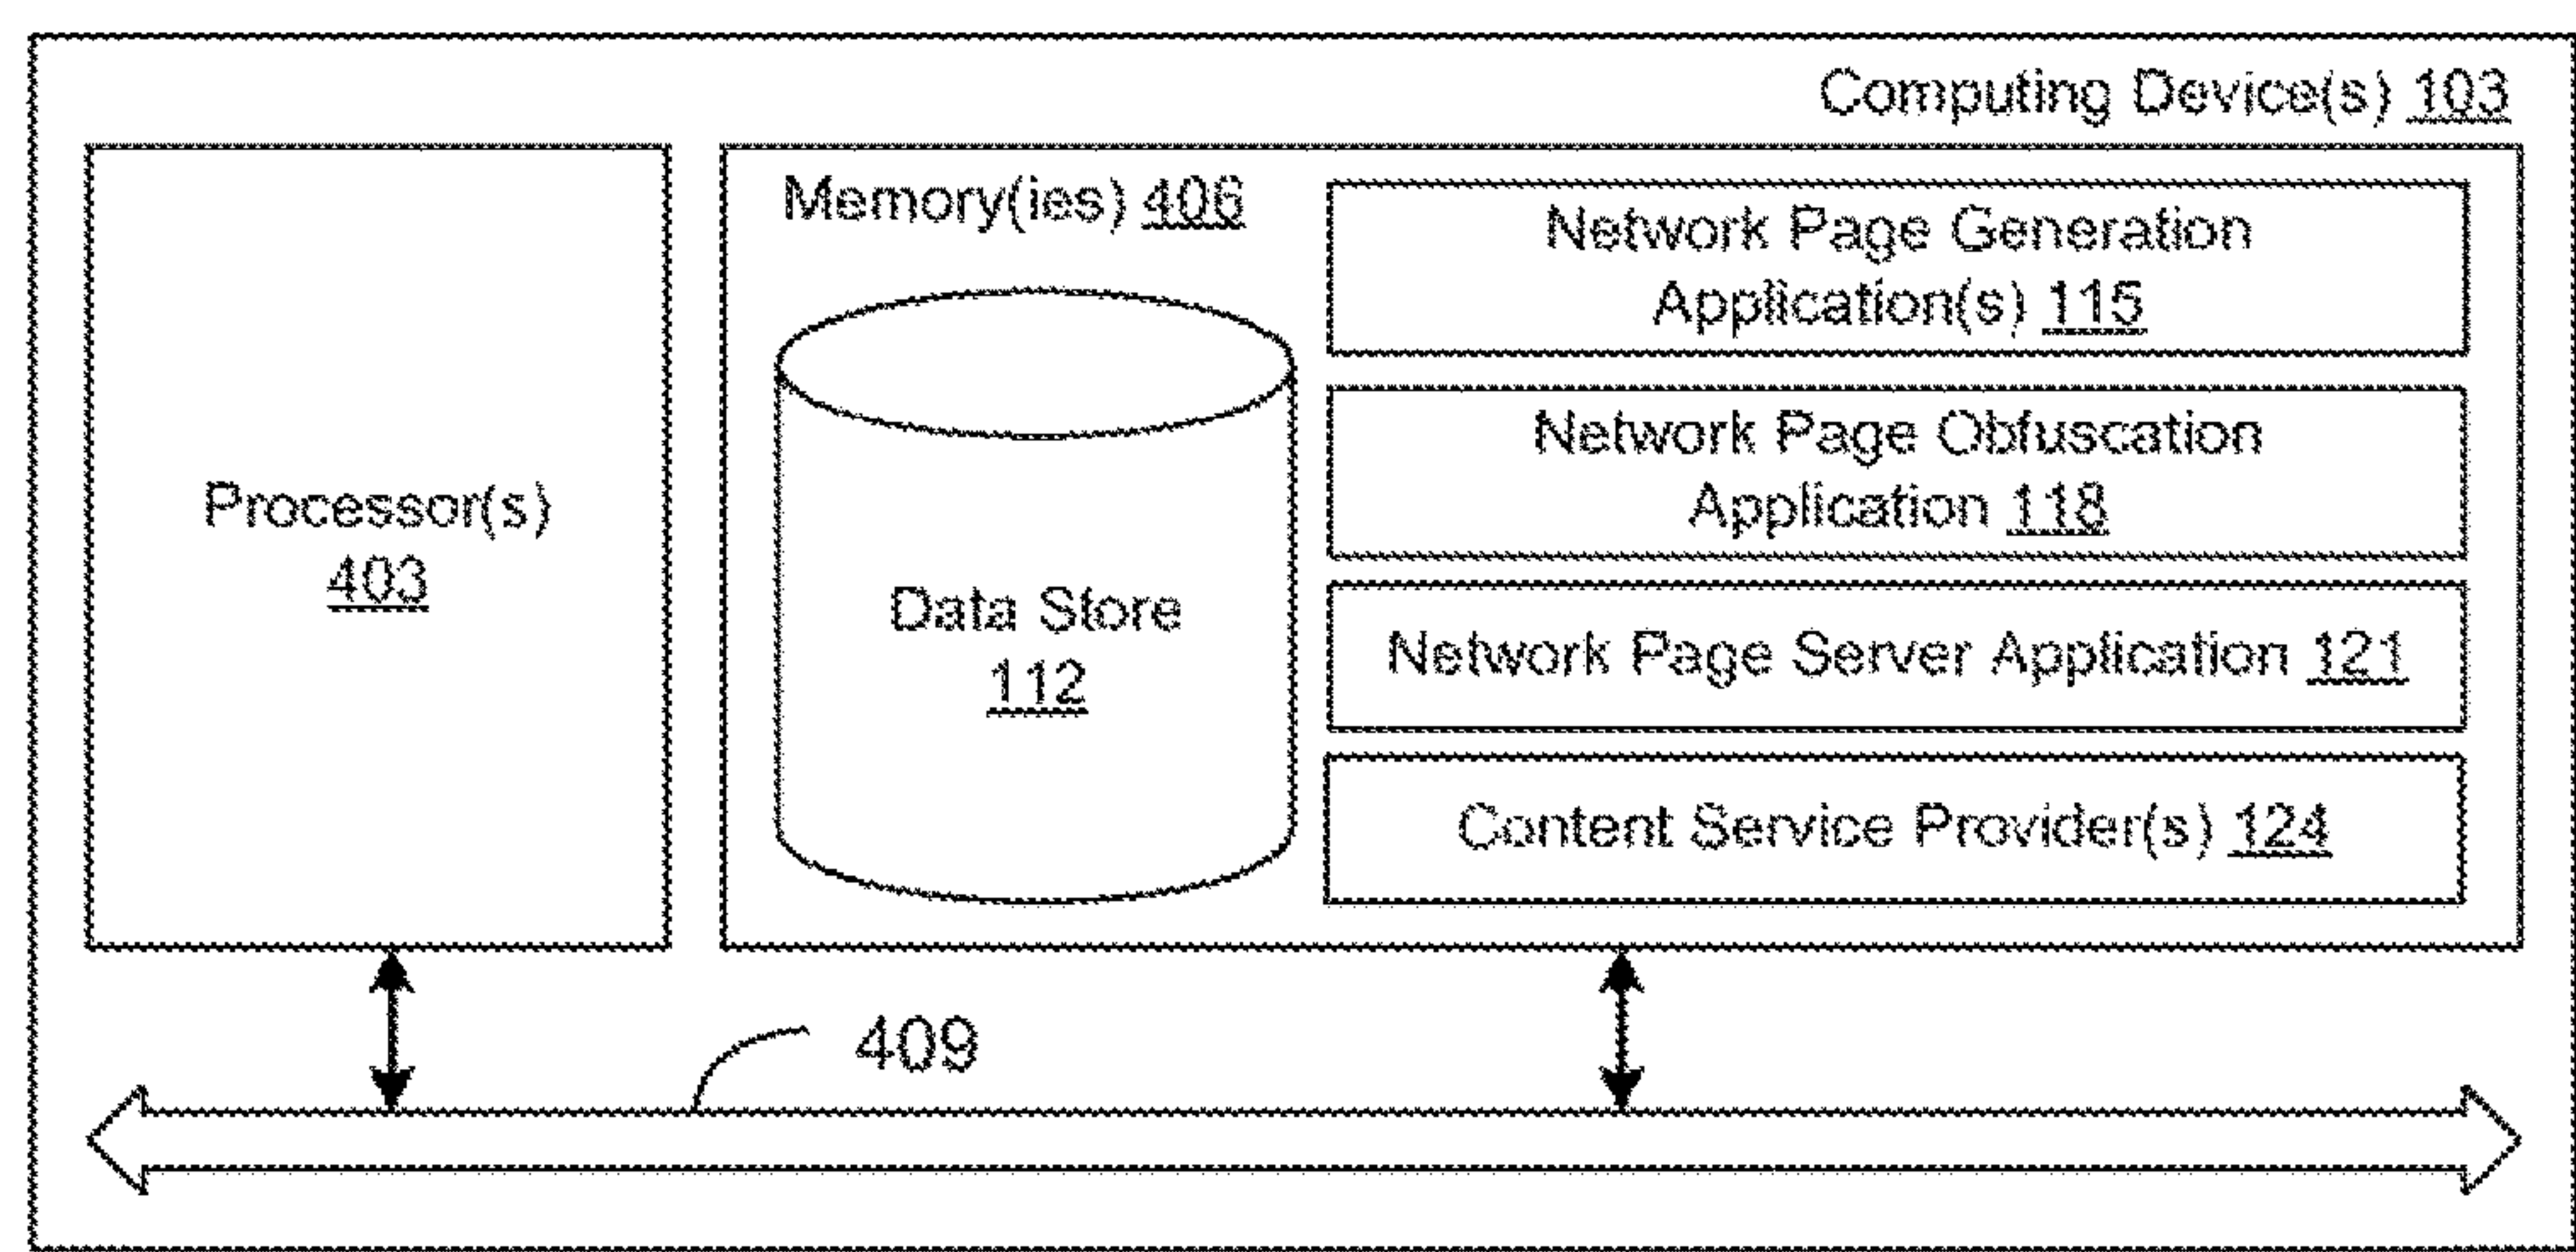 Computing Device(s) 103
Processor(s)
403
Memory(ies) 406
Data Store
112
Network Page Generation
Application(s) 115
Network Page Obfuscation
Application 118
Network Page Server Application 121
Content Service Provider(s) 124
409